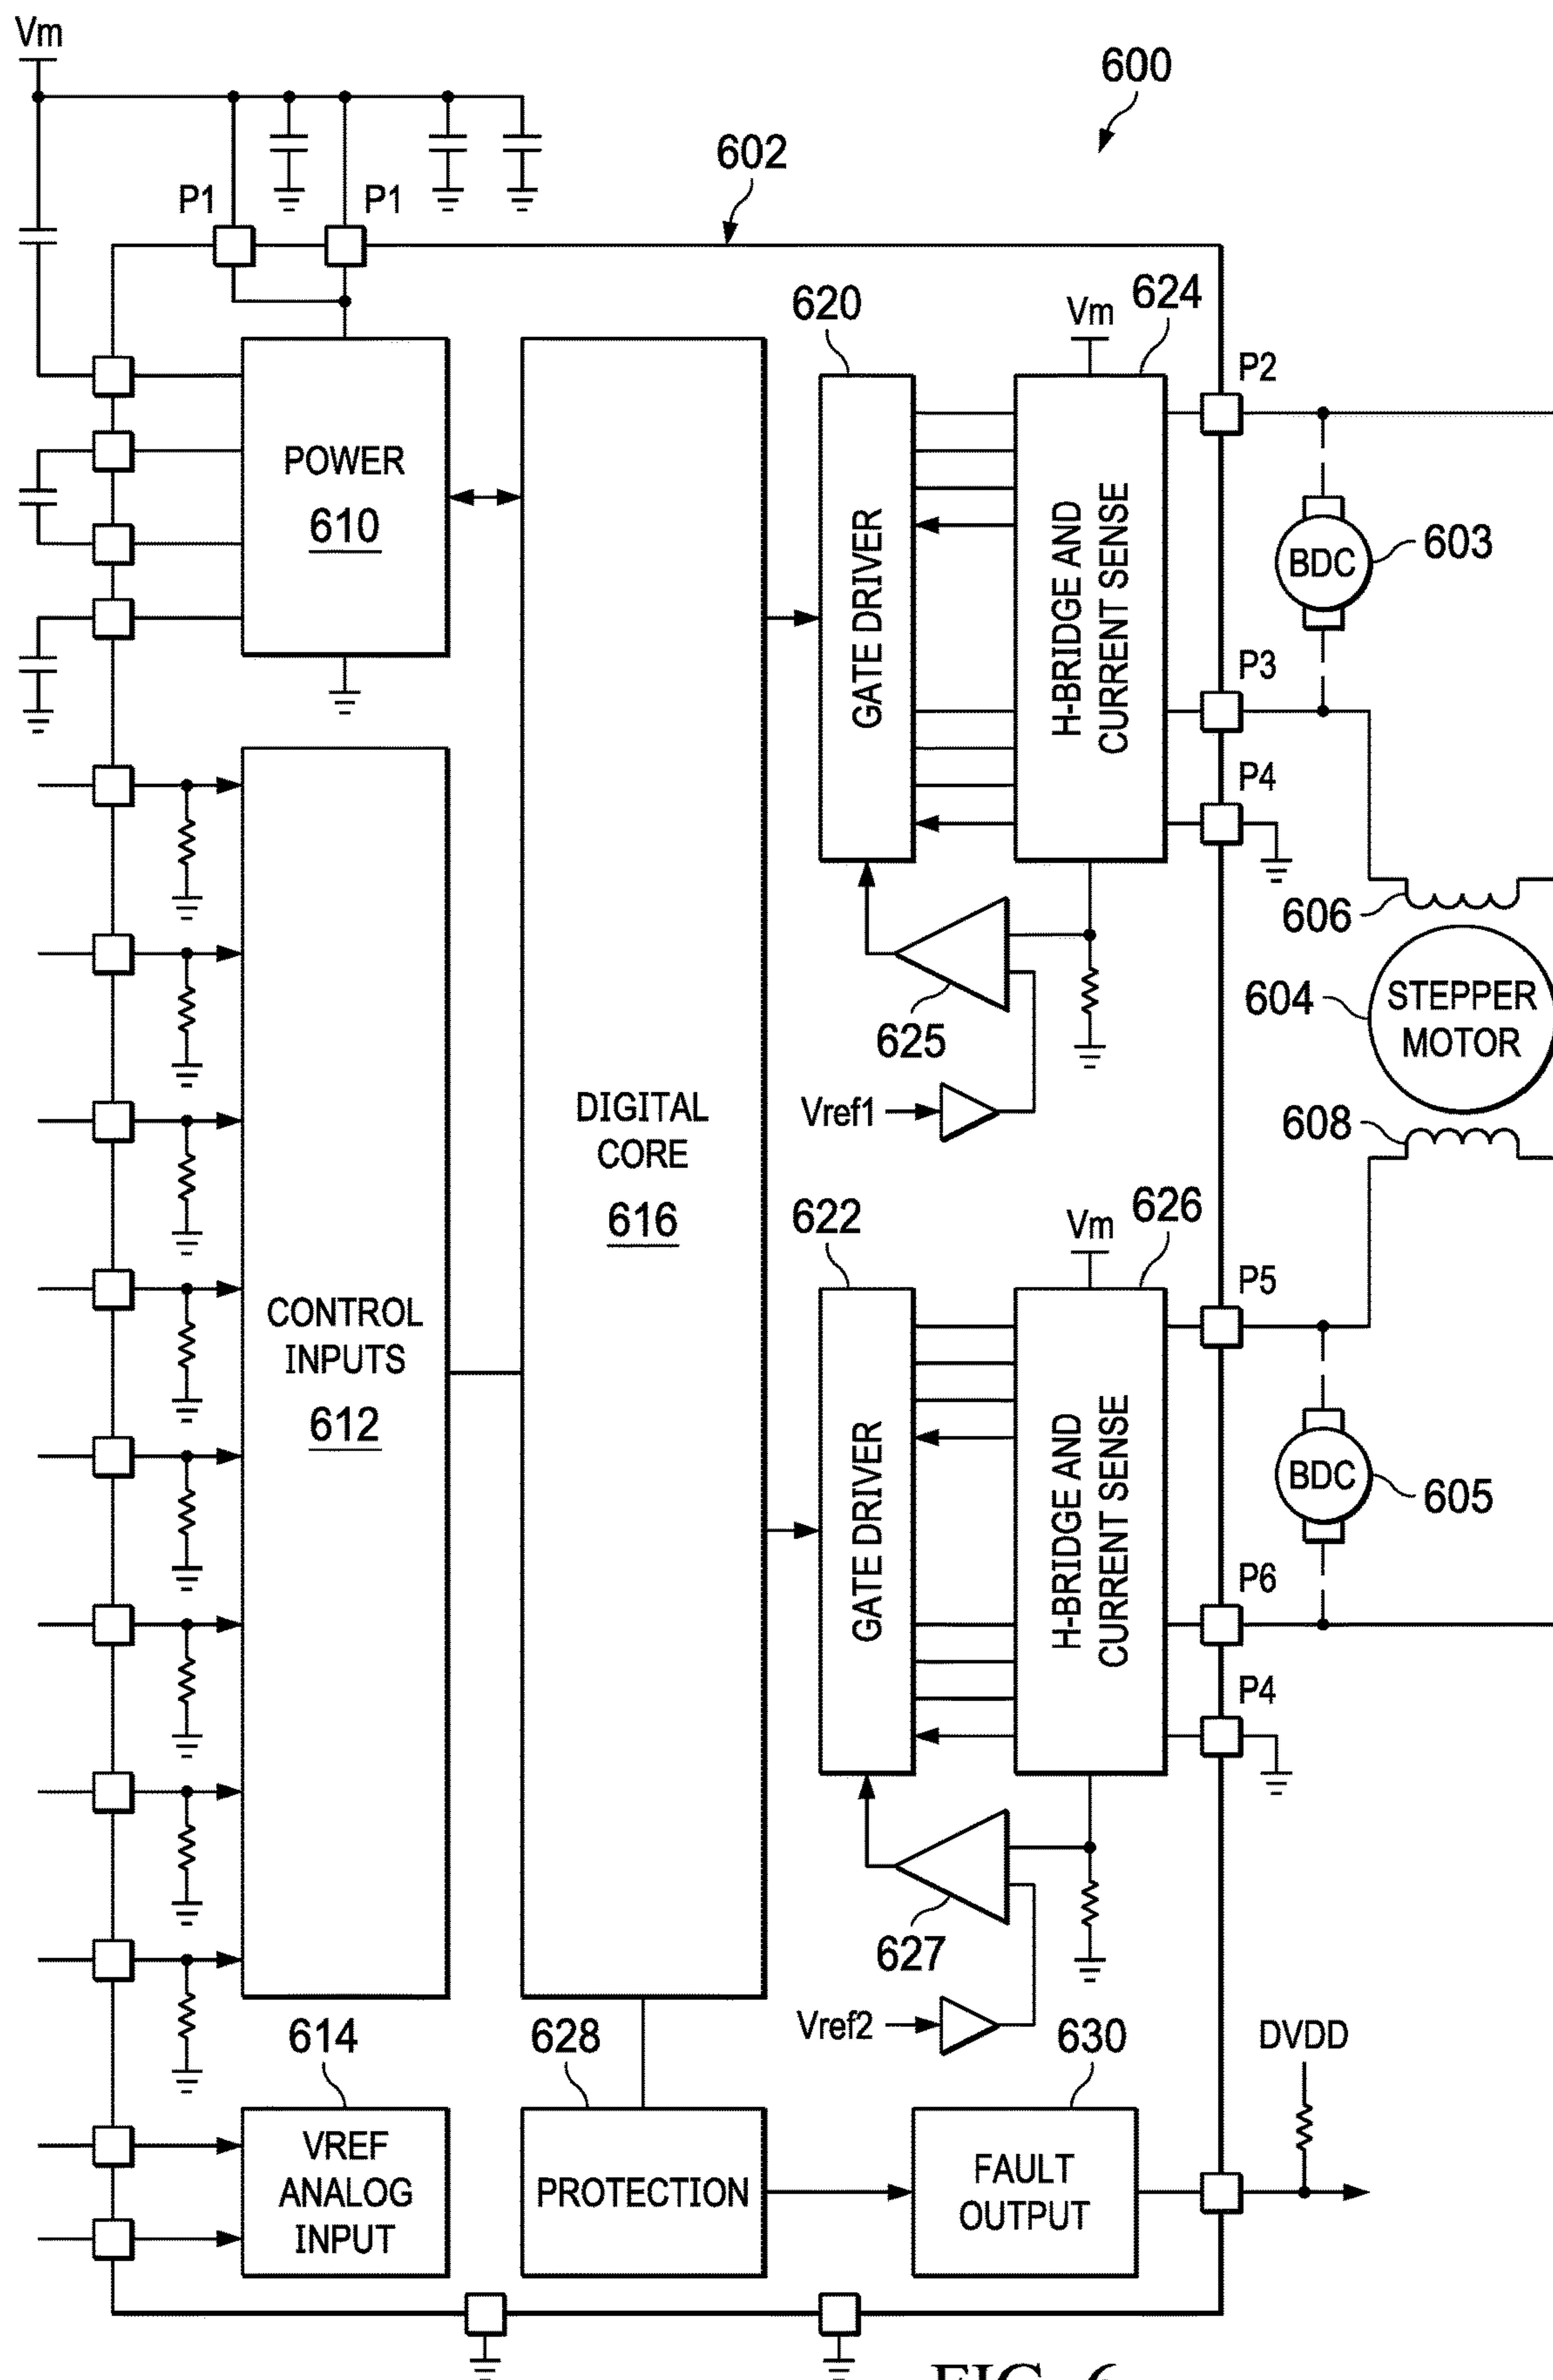 Vm
600
602
P1
P1
620
Vm
624
P2
POWER
610
GATE DRIVER
H-BRIDGE AND
CURRENT SENSE
BDC
603
P3
P4
606
604
STEPPER
MOTOR
625
Vref1
608
DIGITAL
CORE
616
622
Vm
626
P5
CONTROL
INPUTS
612
GATE DRIVER
H-BRIDGE AND
CURRENT SENSE
BDC
605
P6
P4
627
Vref2
614
628
630
DVDD
VREF
ANALOG
INPUT
PROTECTION
FAULT
OUTPUT